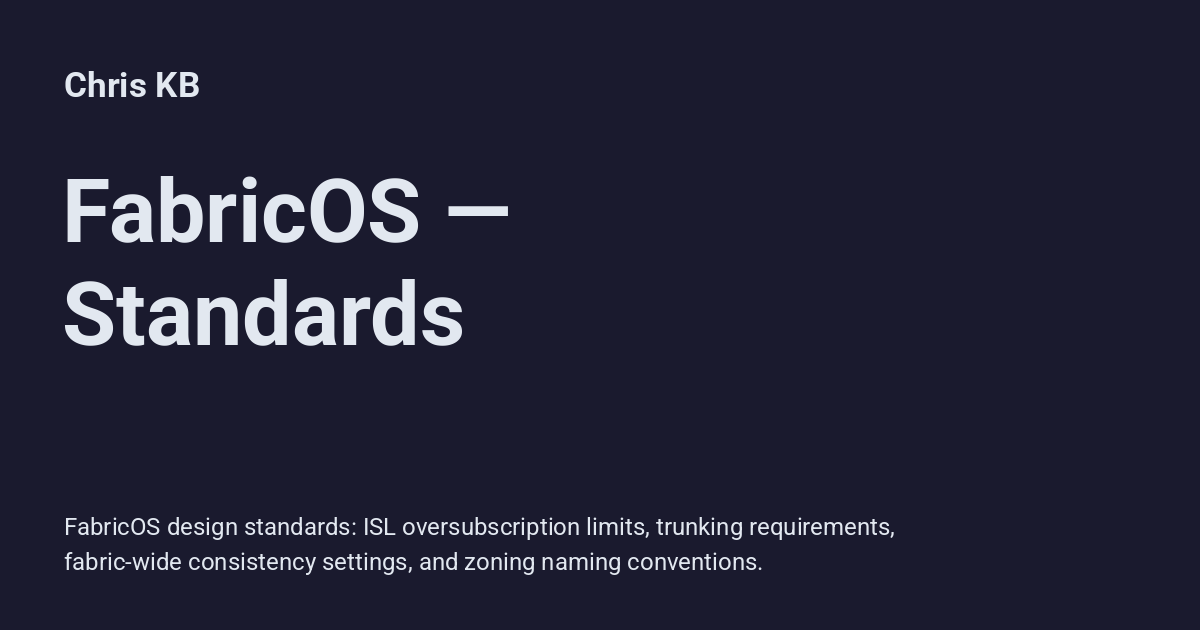 Chris KB
FabricOS —
Standards
FabricOS design standards: ISL oversubscription limits, trunking requirements,
fabric-wide consistency settings, and zoning naming conventions.